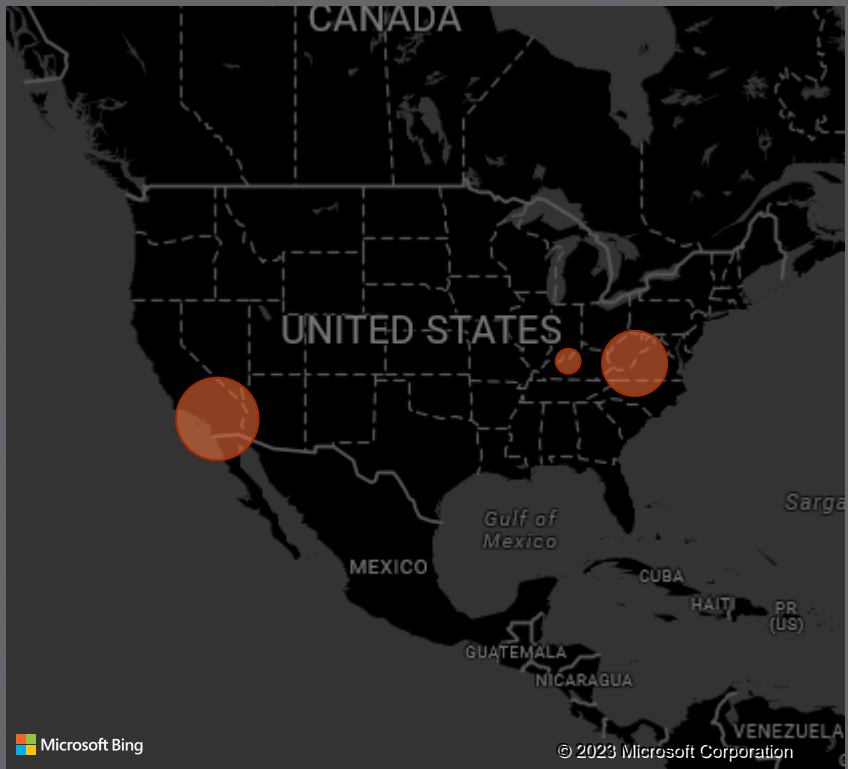 CANADA
UNITED STATES
Gulf of
Mexico
Sarga
MEXICO
CUBA
HAITI
PR
(US)
GUATEMALA
NICARAGUA
VENEZUELA
Microsoft Bing
© 2023 Microsoft Corporation